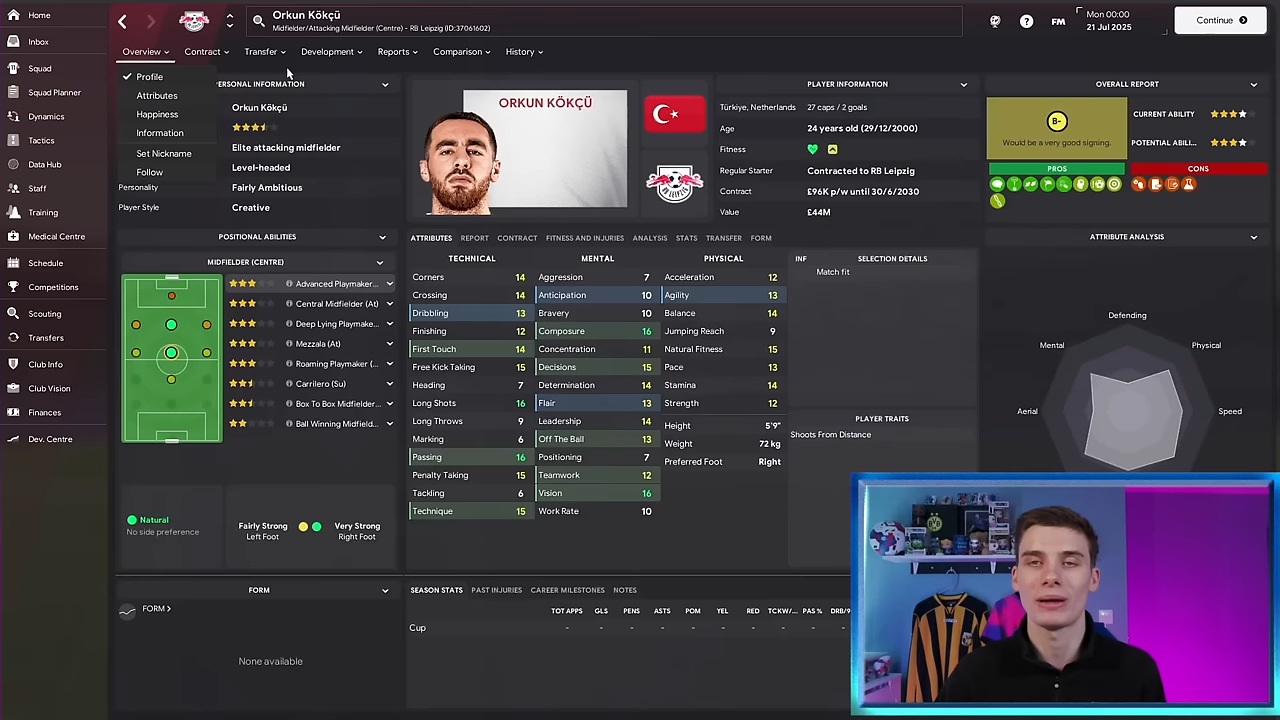 Home
Inbox
Squad
Squad Planner
Dynamics
Tactics
Data Hub
Staff
Training
Medical Centre
Schedule
Competitions
Scouting
Transfers
Club Info
Club Vision
Finances
Dev. Centre
Orkun Kökçü
Midfielder/Attacking Midfielder (Centre) - RB Leipzig (ID:37061602)
FM
Mon 00:00
21 Jul 2025
Continue
Overview
Contract
Transfer
Development
Reports
Comparison
History
Profile
Attributes
Happiness
Information
Set Nickname
Follow
PERSONAL INFORMATION
Orkun Kökçü
Elite attacking midfielder
Level-headed
Personality Fairly Ambitious
Player Style Creative
ORKUN KÖKÇÜ
PLAYER INFORMATION
Türkiye, Netherlands 27 caps / 2 goals
Age 24 years old (29/12/2000)
Fitness
Regular Starter Contracted to RB Leipzig
Contract £96K p/w until 30/6/2030
Value £44M
OVERALL REPORT
B-
Would be a very good signing.
CURRENT ABILITY
POTENTIAL ABILI...
PROS
CONS
POSITIONAL ABILITIES
MIDFIELDER (CENTRE)
Advanced Playmaker...
Central Midfielder (At)
Deep Lying Playmake...
Mezzala (At)
Roaming Playmaker (...
Carrilero (Su)
Box To Box Midfielder...
Ball Winning Midfield...
Natural
No side preference
Fairly Strong
Left Foot
Very Strong
Right Foot
ATTRIBUTES REPORT CONTRACT FITNESS AND INJURIES ANALYSIS STATS TRANSFER FORM
TECHNICAL
Corners 14
Crossing 14
Dribbling 13
Finishing 12
First Touch 14
Free Kick Taking 15
Heading 7
Long Shots 16
Long Throws 9
Marking 6
Passing 16
Penalty Taking 15
Tackling 6
Technique 15
MENTAL
Aggression 7
Anticipation 10
Bravery 10
Composure 16
Concentration 11
Decisions 15
Determination 14
Flair 13
Leadership 14
Off The Ball 13
Positioning 7
Teamwork 12
Vision 16
Work Rate 10
PHYSICAL
Acceleration 12
Agility 13
Balance 14
Jumping Reach 9
Natural Fitness 15
Pace 13
Stamina 14
Strength 12
Height 5'9"
Weight 72 kg
Preferred Foot Right
INF SELECTION DETAILS
Match fit
PLAYER TRAITS
Shoots From Distance
ATTRIBUTE ANALYSIS
Defending
Mental
Physical
Aerial
Speed
FORM
FORM
None available
SEASON STATS PAST INJURIES CAREER MILESTONES NOTES
TOT APPS GLS PENS ASTS POM YEL RED TCKW/... PAS % DRB/9
Cup - - - - - - - - - -